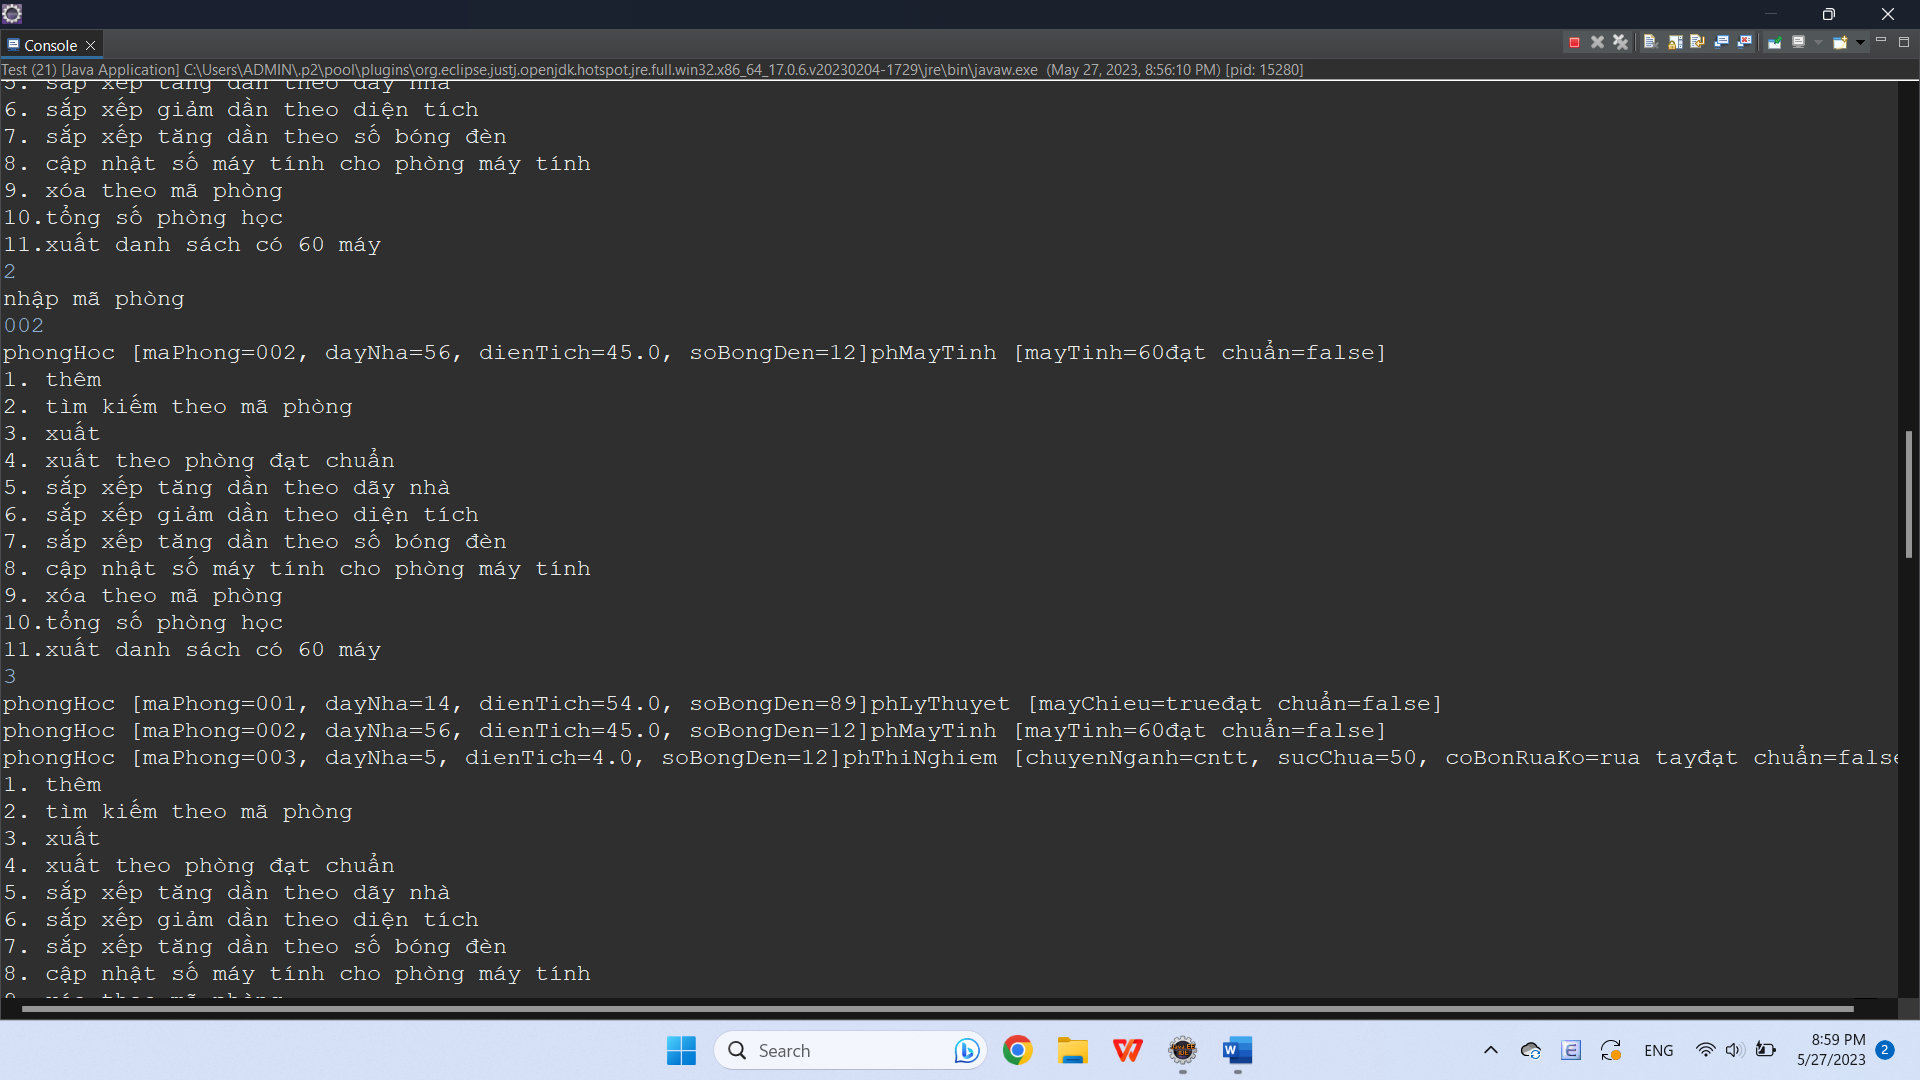 Console
Test (21) [Java Application] C:\Users\ADMIN\.p2\pool\plugins\org.eclipse.justj.openjdk.hotspot.jre.full.win32.x86_64_17.0.6.v20230204-1729\jre\bin\javaw.exe (May 27, 2023, 8:56:10 PM) [pid: 15280]
5. sắp xếp tăng dần theo dãy nhà
6. sắp xếp giảm dần theo diện tích
7. sắp xếp tăng dần theo số bóng đèn
8. cập nhật số máy tính cho phòng máy tính
9. xóa theo mã phòng
10.tổng số phòng học
11.xuất danh sách có 60 máy
2
nhập mã phòng
002
phongHoc [maPhong=002, dayNha=56, dienTich=45.0, soBongDen=12]phMayTinh [mayTinh=60đạt chuẩn=false]
1. thêm
2. tìm kiếm theo mã phòng
3. xuất
4. xuất theo phòng đạt chuẩn
5. sắp xếp tăng dần theo dãy nhà
6. sắp xếp giảm dần theo diện tích
7. sắp xếp tăng dần theo số bóng đèn
8. cập nhật số máy tính cho phòng máy tính
9. xóa theo mã phòng
10.tổng số phòng học
11.xuất danh sách có 60 máy
3
phongHoc [maPhong=001, dayNha=14, dienTich=54.0, soBongDen=89]phLyThuyet [mayChieu=trueđạt chuẩn=false]
phongHoc [maPhong=002, dayNha=56, dienTich=45.0, soBongDen=12]phMayTinh [mayTinh=60đạt chuẩn=false]
phongHoc [maPhong=003, dayNha=5, dienTich=4.0, soBongDen=12]phThiNghiem [chuyenNganh=cntt, sucChua=50, coBonRuaKo=rua tayđạt chuẩn=false
1. thêm
2. tìm kiếm theo mã phòng
3. xuất
4. xuất theo phòng đạt chuẩn
5. sắp xếp tăng dần theo dãy nhà
6. sắp xếp giảm dần theo diện tích
7. sắp xếp tăng dần theo số bóng đèn
8. cập nhật số máy tính cho phòng máy tính
9. xóa theo mã phòng
Search
ENG
8:59 PM
5/27/2023
2